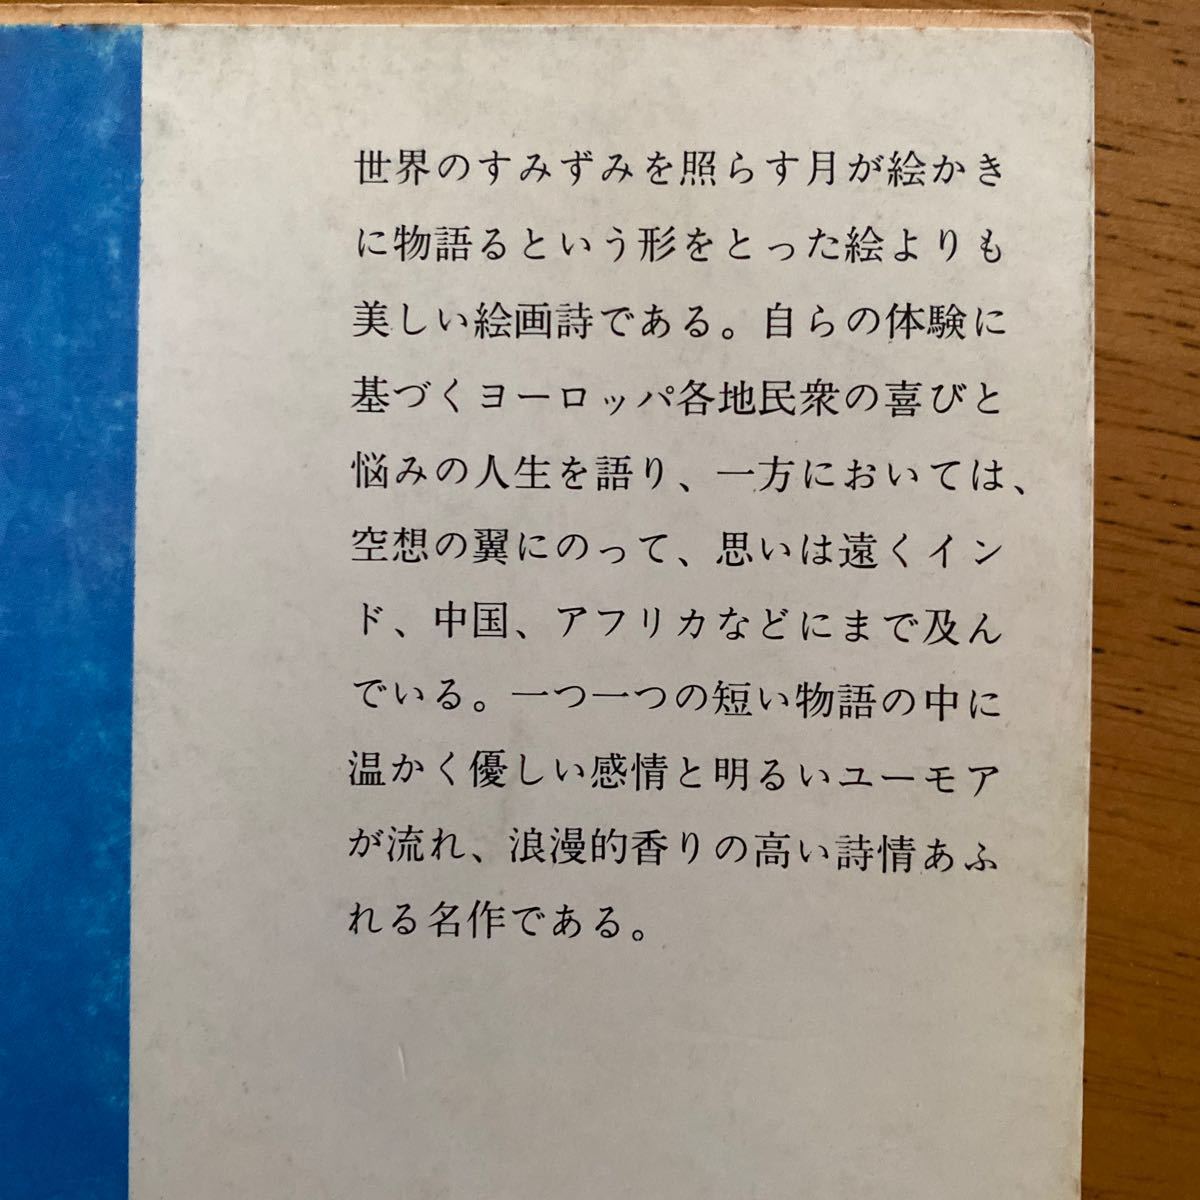 世界のすみずみを照らす月が絵かき
に物語るという形をとった絵よりも
美しい絵画詩である。自らの体験に
基づくヨーロッパ各地民衆の喜びと
悩みの人生を語り、一方においては、
空想の翼にのって、思いは遠くイン
ド、中国、アフリカなどにまで及ん
でいる。一つ一つの短い物語の中に
温かく優しい感情と明るいユーモア
が流れ、浪漫的香りの高い詩情あふ
れる名作である。